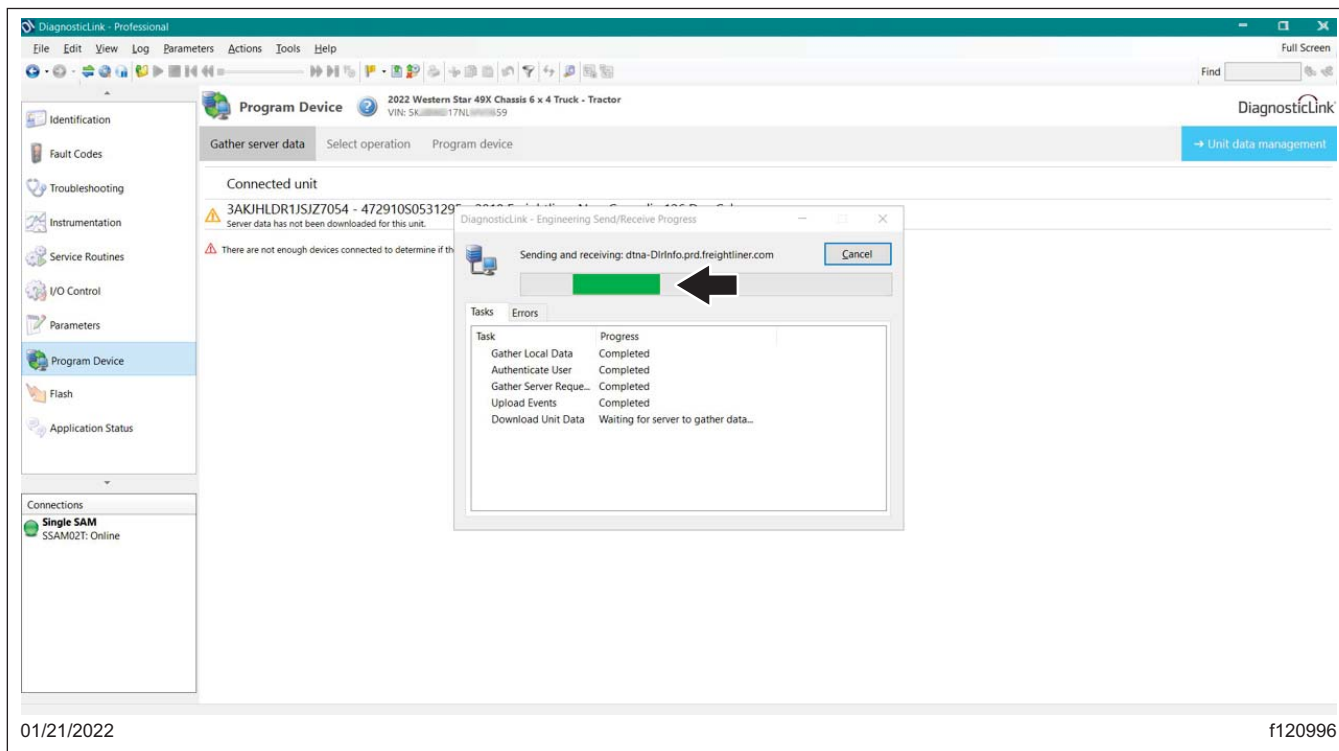 DiagnosticLink - Professional
File Edit View Log Parameters Actions Tools Help
Full Screen
Find
Program Device
2022 Western Star 49X Chassis 6 x 4 Truck - Tractor
VIN: 5K 17NL 59
DiagnosticLink
Identification
Fault Codes
Troubleshooting
Instrumentation
Service Routines
I/O Control
Parameters
Program Device
Flash
Application Status
Gather server data Select operation Program device
→ Unit data management
Connected unit
3AKJHLDR1JSJZ7054 - 472910S053129
Server data has not been downloaded for this unit.
There are not enough devices connected to determine if th
DiagnosticLink - Engineering Send/Receive Progress
Sending and receiving: dtna-DlrInfo.prd.freightliner.com
Cancel
Tasks Errors
Task Progress
Gather Local Data Completed
Authenticate User Completed
Gather Server Reque... Completed
Upload Events Completed
Download Unit Data Waiting for server to gather data...
Connections
Single SAM
SSAM02T: Online
01/21/2022
f120996